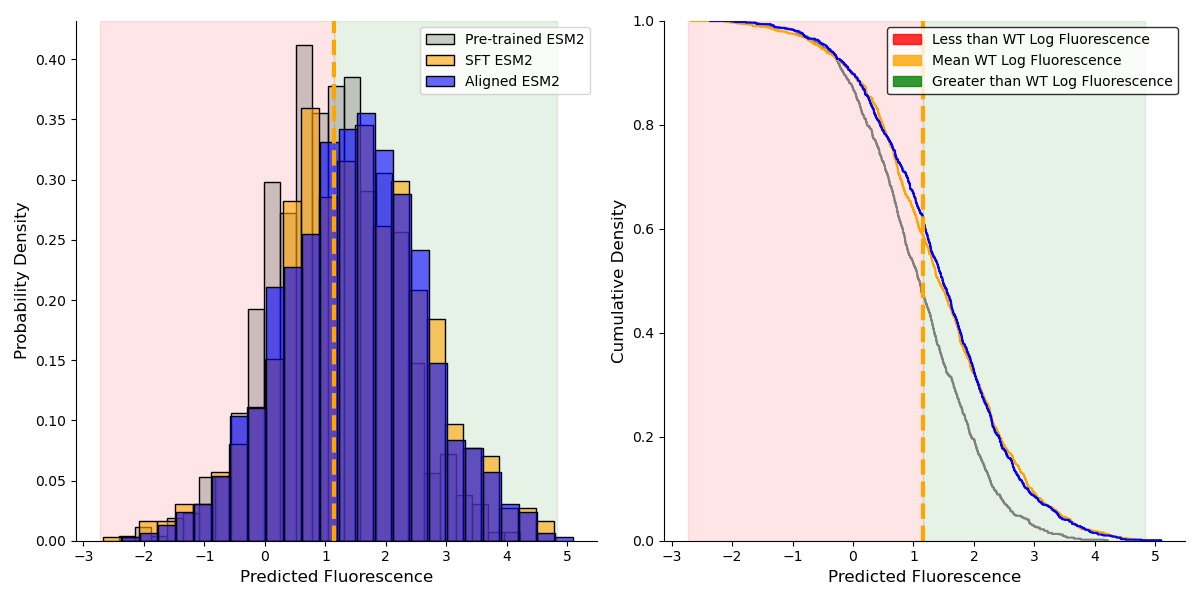 Probability Density
0.40
0.35
0.30
0.25
0.20
0.15
0.10
0.05
0.00
Pre-trained ESM2
SFT ESM2
Aligned ESM2
−3 −2 −1 0 1 2 3 4 5
Predicted Fluorescence
Cumulative Density
1.0
0.8
0.6
0.4
0.2
0.0
Less than WT Log Fluorescence
Mean WT Log Fluorescence
Greater than WT Log Fluorescence
−3 −2 −1 0 1 2 3 4 5
Predicted Fluorescence